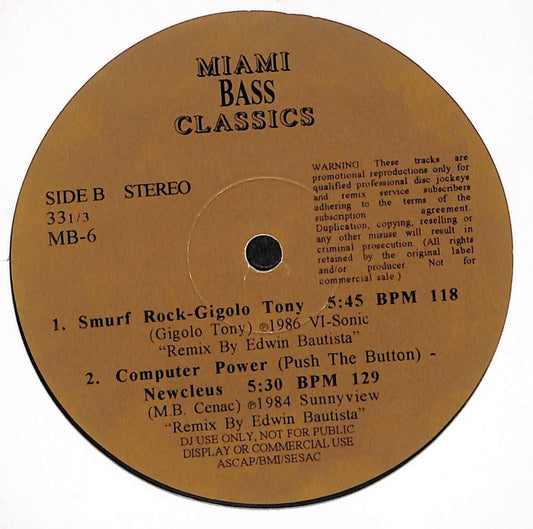 MIAMI
BASS
CLASSICS
SIDE B STEREO
33 1/3
MB-6
WARNING These tracks are
promotional reproductions only for
qualified professional disc jockeys
and remix service subscribers
adhering to the terms of the
subscription agreement.
Duplication, copying, reselling or
any other misuse will result in
criminal prosecution. (All rights
retained by the original label
and/or producer. Not for
commercial sale.)
1. Smurf Rock-Gigolo Tony 5:45 BPM 118
(Gigolo Tony) ℗1986 VI-Sonic
"Remix By Edwin Bautista"
2. Computer Power (Push The Button) -
Newcleus 5:30 BPM 129
(M.B. Cenac) ℗1984 Sunnyview
"Remix By Edwin Bautista"
DJ USE ONLY, NOT FOR PUBLIC
DISPLAY OR COMMERCIAL USE
ASCAP/BMI/SESAC